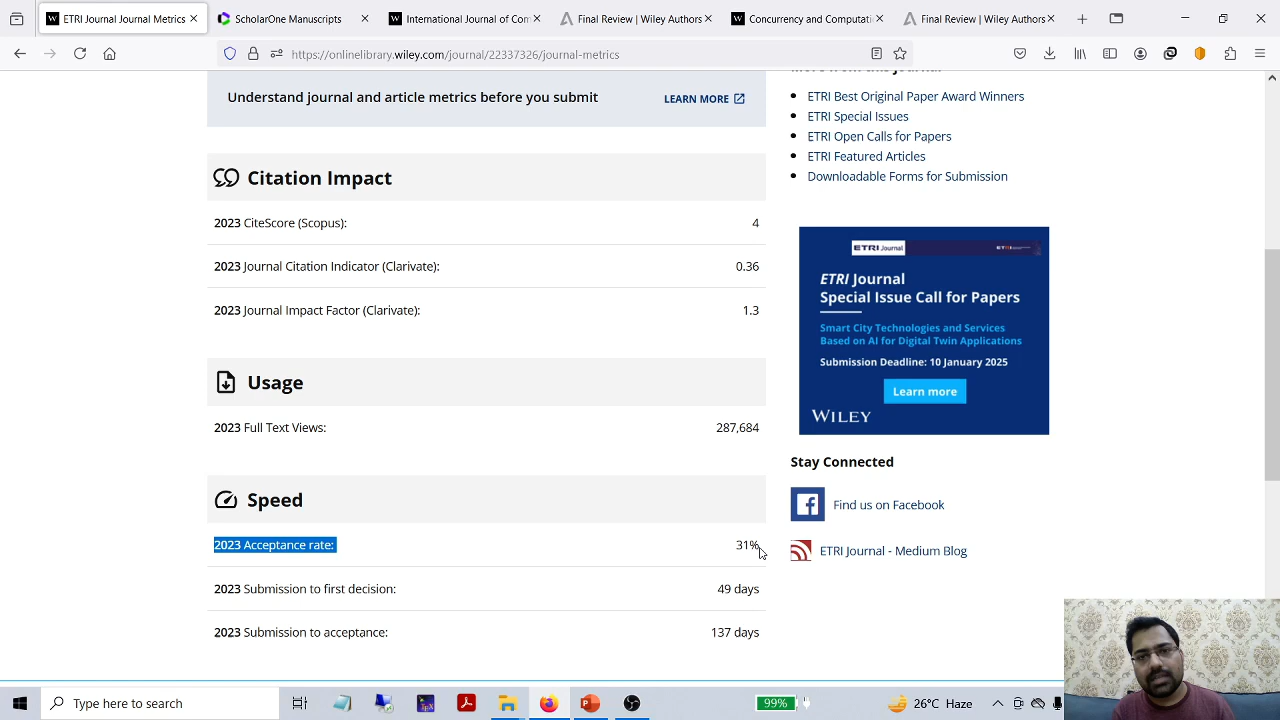 ETRI Journal Journal Metrics
ScholarOne Manuscripts
International Journal of Com
Final Review | Wiley Authors
Concurrency and Computati
Final Review | Wiley Authors
https://onlinelibrary.wiley.com/journal/22337326/journal-metrics
Understand journal and article metrics before you submit
LEARN MORE
Citation Impact
2023 CiteScore (Scopus): 4
2023 Journal Citation Indicator (Clarivate): 0.36
2023 Journal Impact Factor (Clarivate): 1.3
Usage
2023 Full Text Views: 287,684
Speed
2023 Acceptance rate: 31%
2023 Submission to first decision: 49 days
2023 Submission to acceptance: 137 days
More from this journal
ETRI Best Original Paper Award Winners
ETRI Special Issues
ETRI Open Calls for Papers
ETRI Featured Articles
Downloadable Forms for Submission
ETRI Journal
ETRI Journal
Special Issue Call for Papers
Smart City Technologies and Services
Based on AI for Digital Twin Applications
Submission Deadline: 10 January 2025
Learn more
WILEY
Stay Connected
Find us on Facebook
ETRI Journal - Medium Blog
Type here to search
99%
26°C Haze